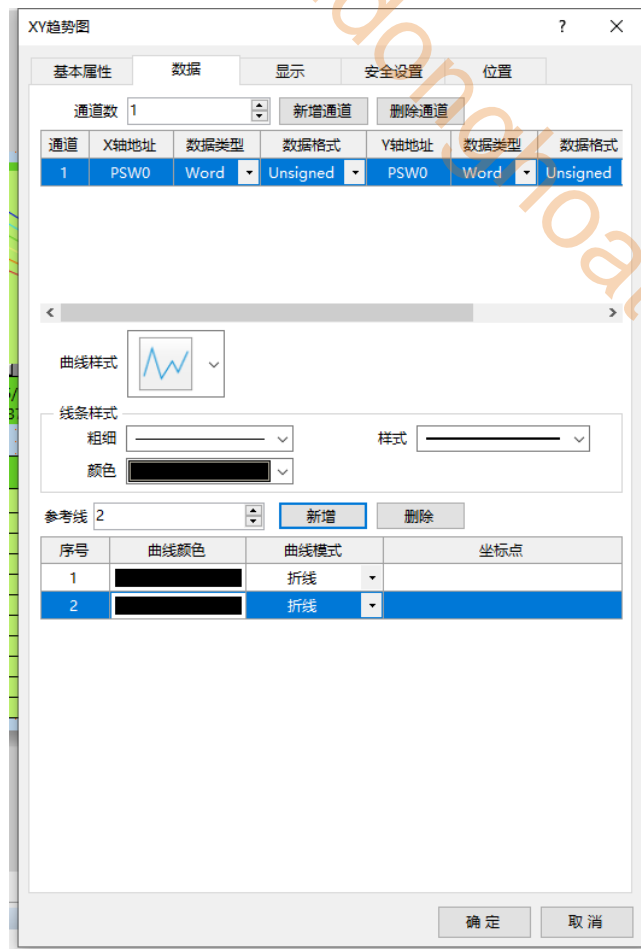 XY趋势图 ? ×
基本属性 数据 显示 安全设置 位置
通道数 1 新增通道 删除通道
通道 X轴地址 数据类型 数据格式 Y轴地址 数据类型 数据格式
1 PSW0 Word Unsigned PSW0 Word Unsigned
曲线样式
线条样式
粗细 样式
颜色
参考线 2 新增 删除
序号 曲线颜色 曲线模式 坐标点
1 折线
2 折线
确定 取消